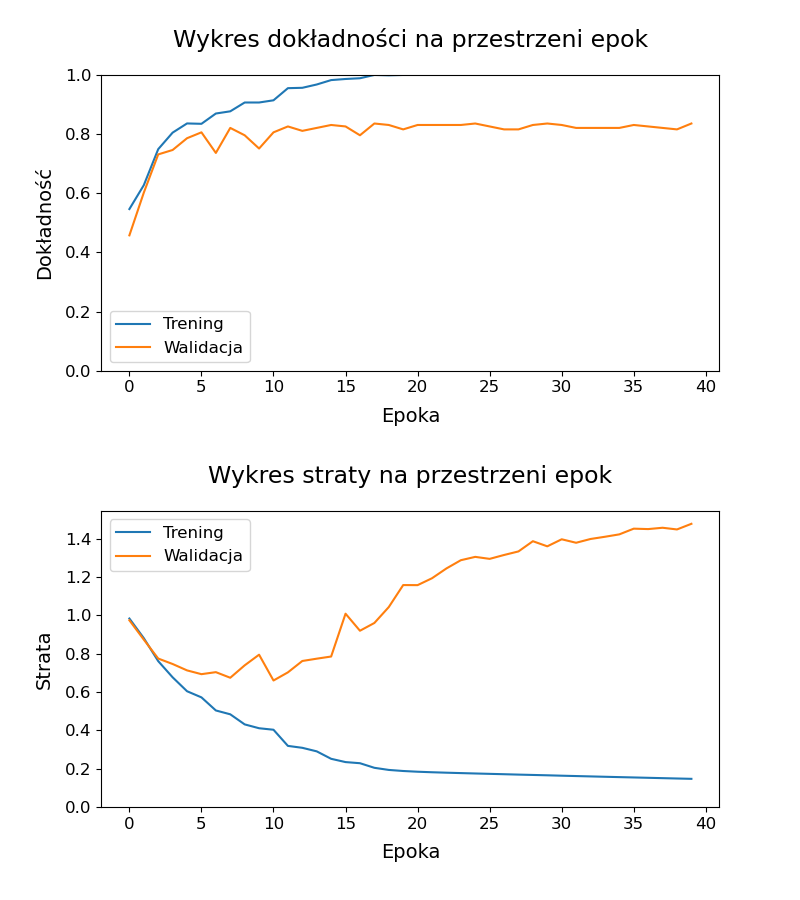 Wykres dokładności na przestrzeni epok
1.0
0.8
0.6
0.4
0.2
0.0
Dokładność
Trening
Walidacja
0 5 10 15 20 25 30 35 40
Epoka
Wykres straty na przestrzeni epok
1.4
1.2
1.0
0.8
0.6
0.4
0.2
0.0
Strata
Trening
Walidacja
0 5 10 15 20 25 30 35 40
Epoka